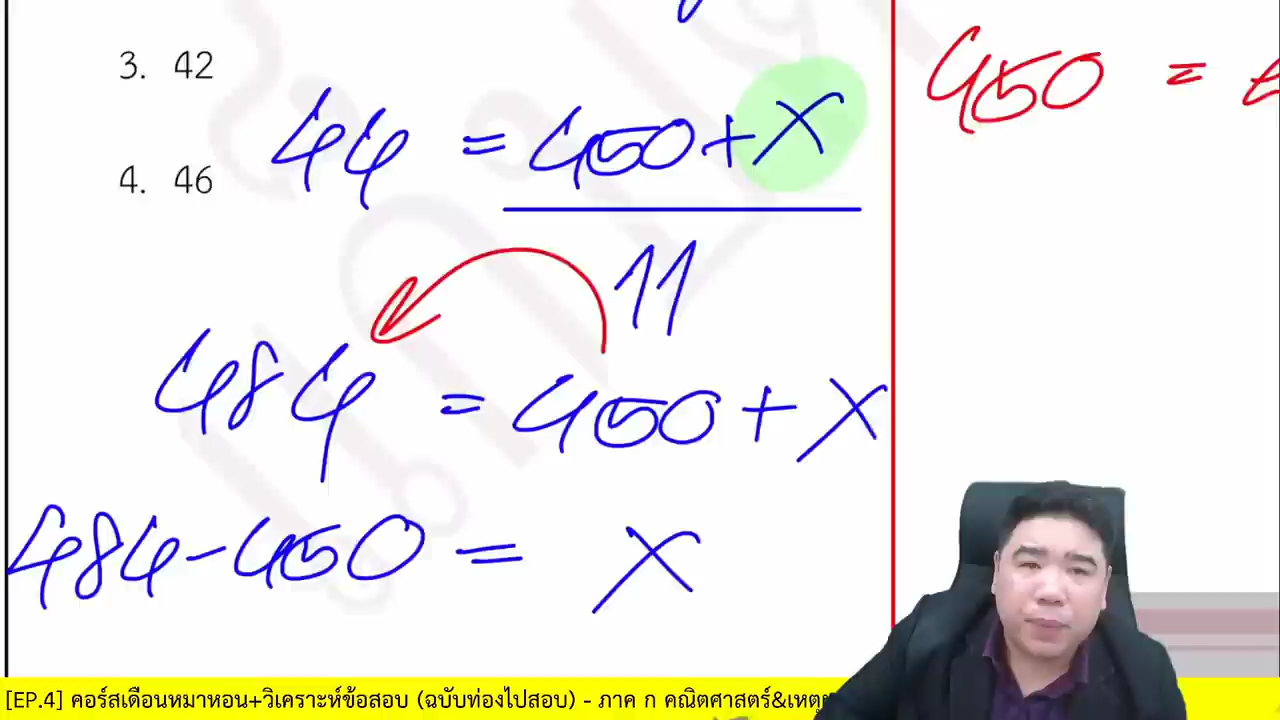 3. 42
450 =
44 = 450+X
4. 46
11
484 = 450+X
484-450 = X
[EP.4] คอร์สเดือนหมาหอน+วิเคราะห์ข้อสอบ (ฉบับท่องไปสอบ) - ภาค ก คณิตศาสตร์&เหตุ